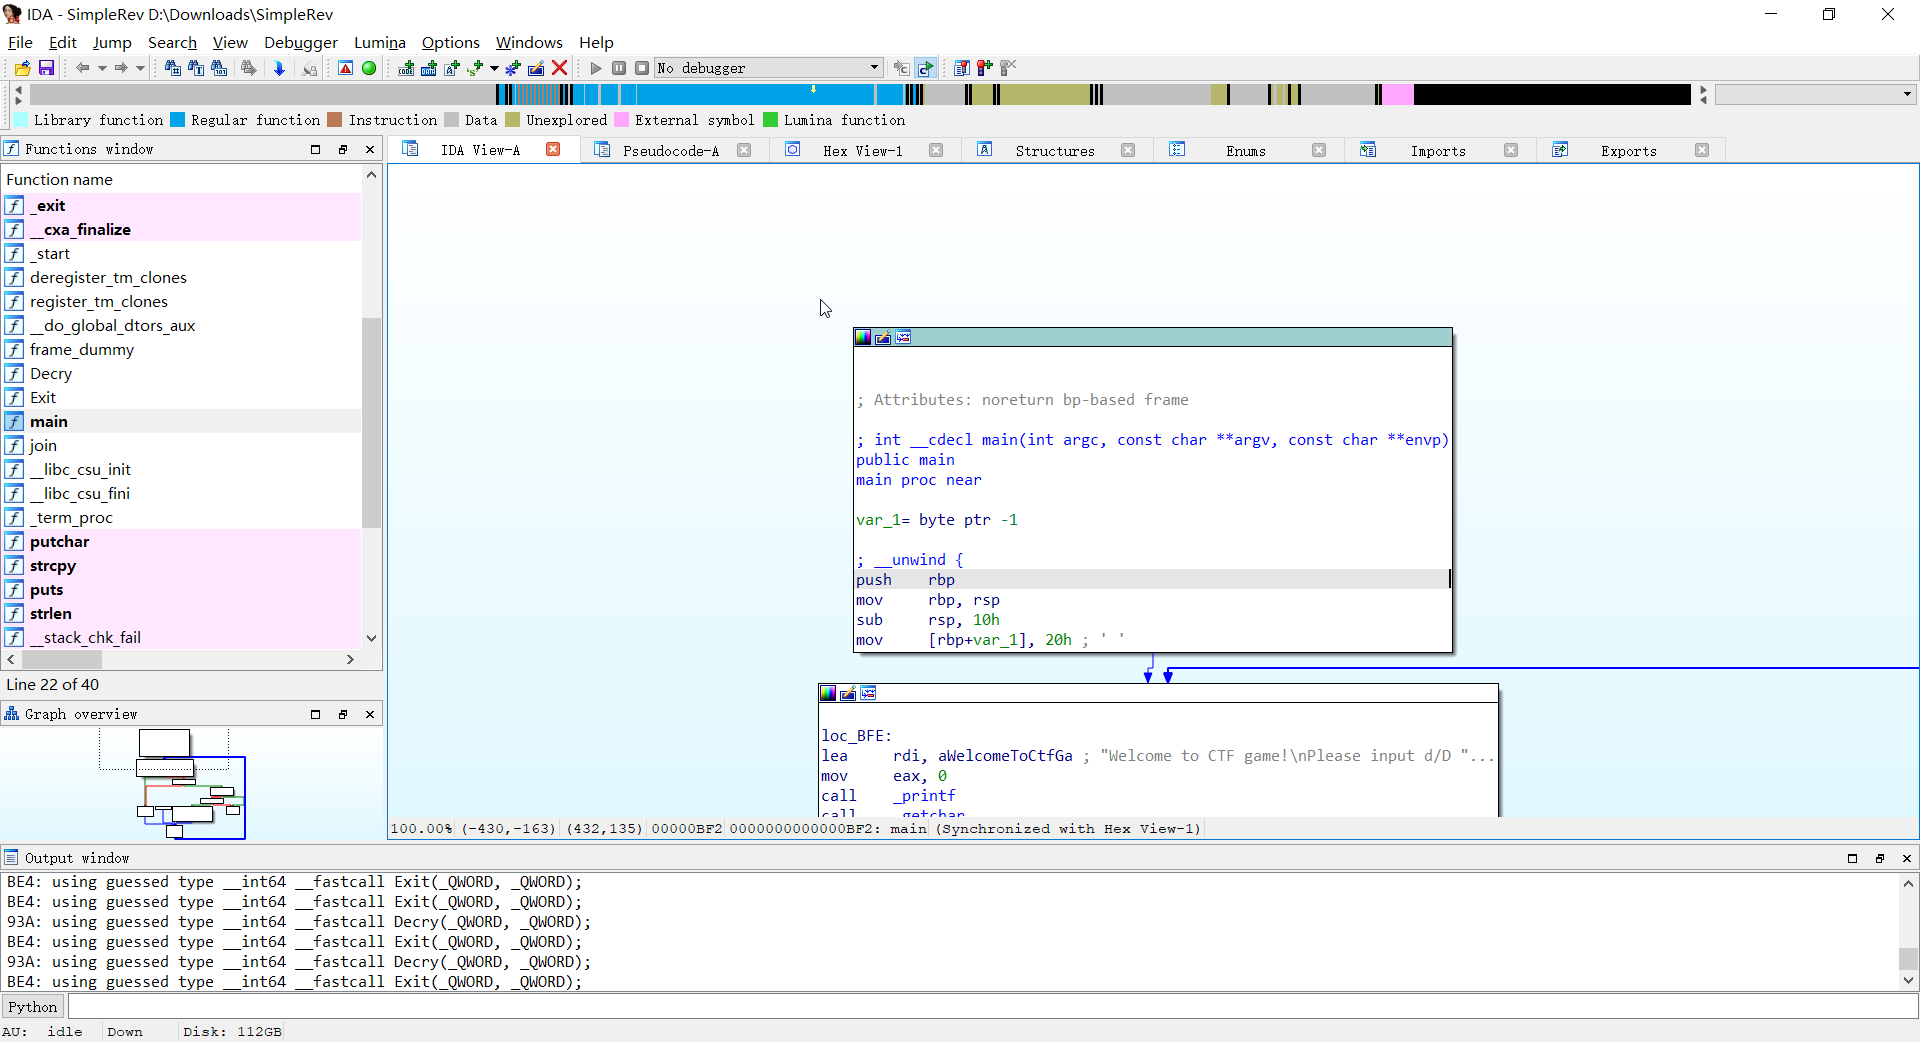 IDA - SimpleRev D:\Downloads\SimpleRev
File Edit Jump Search View Debugger Lumina Options Windows Help
No debugger
Library function Regular function Instruction Data Unexplored External symbol Lumina function
Functions window
IDA View-A Pseudocode-A Hex View-1 Structures Enums Imports Exports
Function name
_exit
__cxa_finalize
_start
deregister_tm_clones
register_tm_clones
__do_global_dtors_aux
frame_dummy
Decry
Exit
main
join
__libc_csu_init
__libc_csu_fini
_term_proc
putchar
strcpy
puts
strlen
__stack_chk_fail
Line 22 of 40
Graph overview
; Attributes: noreturn bp-based frame
; int __cdecl main(int argc, const char **argv, const char **envp)
public main
main proc near
var_1= byte ptr -1
; __unwind {
push rbp
mov rbp, rsp
sub rsp, 10h
mov [rbp+var_1], 20h ; ' '
loc_BFE:
lea rdi, aWelcomeToCtfGa ; "Welcome to CTF game!\nPlease input d/D "...
mov eax, 0
call _printf
call _getchar
100.00% (-430,-163) (432,135) 00000BF2 0000000000000BF2: main (Synchronized with Hex View-1)
Output window
BE4: using guessed type __int64 __fastcall Exit(_QWORD, _QWORD);
BE4: using guessed type __int64 __fastcall Exit(_QWORD, _QWORD);
93A: using guessed type __int64 __fastcall Decry(_QWORD, _QWORD);
BE4: using guessed type __int64 __fastcall Exit(_QWORD, _QWORD);
93A: using guessed type __int64 __fastcall Decry(_QWORD, _QWORD);
BE4: using guessed type __int64 __fastcall Exit(_QWORD, _QWORD);
Python
AU: idle Down Disk: 112GB